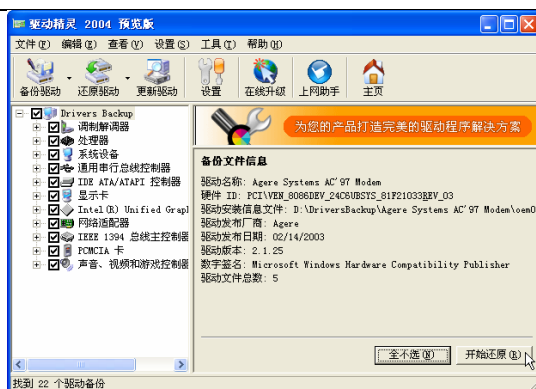 驱动精灵 2004 预览版
文件(F) 编辑(E) 查看(V) 设置(S) 工具(T) 帮助(H)
备份驱动 还原驱动 更新驱动 设置 在线升级 上网助手 主页
Drivers Backup
调制解调器
处理器
系统设备
通用串行总线控制器
IDE ATA/ATAPI 控制器
显示卡
Intel(R) Unified Grapl
网络适配器
IEEE 1394 总线主控制器
PCMCIA 卡
声音、视频和游戏控制器
为您的产品打造完美的驱动程序解决方案
备份文件信息
驱动名称: Agere Systems AC'97 Modem
硬件 ID: PCI\VEN_8086DEV_24C6UBSYS_81F21033REV_03
驱动安装信息文件: D:\DriversBackup\Agere Systems AC'97 Modem\oem0
驱动发布厂商: Agere
驱动发布日期: 02/14/2003
驱动版本: 2.1.25
数字签名: Microsoft Windows Hardware Compatibility Publisher
驱动文件总数: 5
全不选(N) 开始还原(R)
找到 22 个驱动备份